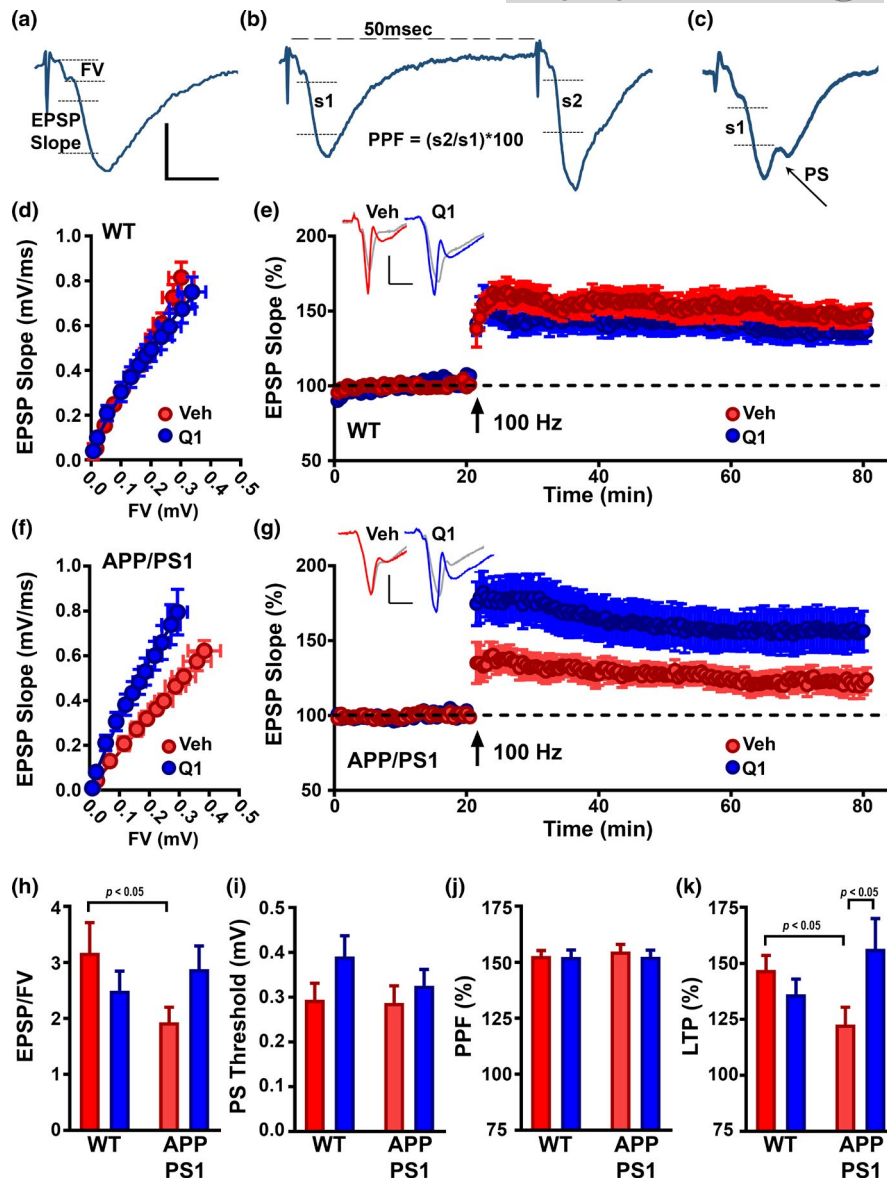 (a)
FV
EPSP
Slope
(b)
50msec
s1
s2
PPF = (s2/s1)*100
(c)
s1
PS
(d)
WT
EPSP Slope (mV/ms)
1.0
0.8
0.6
0.4
0.2
0.0
Veh
Q1
0.0 0.1 0.2 0.3 0.4 0.5
FV (mV)
(e)
Veh Q1
EPSP Slope (%)
200
150
100
50
WT
100 Hz
Veh
Q1
0 20 40 60 80
Time (min)
(f)
APP/PS1
EPSP Slope (mV/ms)
1.0
0.8
0.6
0.4
0.2
0.0
Veh
Q1
0.0 0.1 0.2 0.3 0.4 0.5
FV (mV)
(g)
Veh Q1
EPSP Slope (%)
200
150
100
50
APP/PS1
100 Hz
Veh
Q1
0 20 40 60 80
Time (min)
(h)
p < 0.05
EPSP/FV
4
3
2
1
0
WT APP
PS1
(i)
PS Threshold (mV)
0.5
0.4
0.3
0.2
0.1
0.0
WT APP
PS1
(j)
PPF (%)
175
150
125
100
75
WT APP
PS1
(k)
p < 0.05
p < 0.05
LTP (%)
175
150
125
100
75
WT APP
PS1